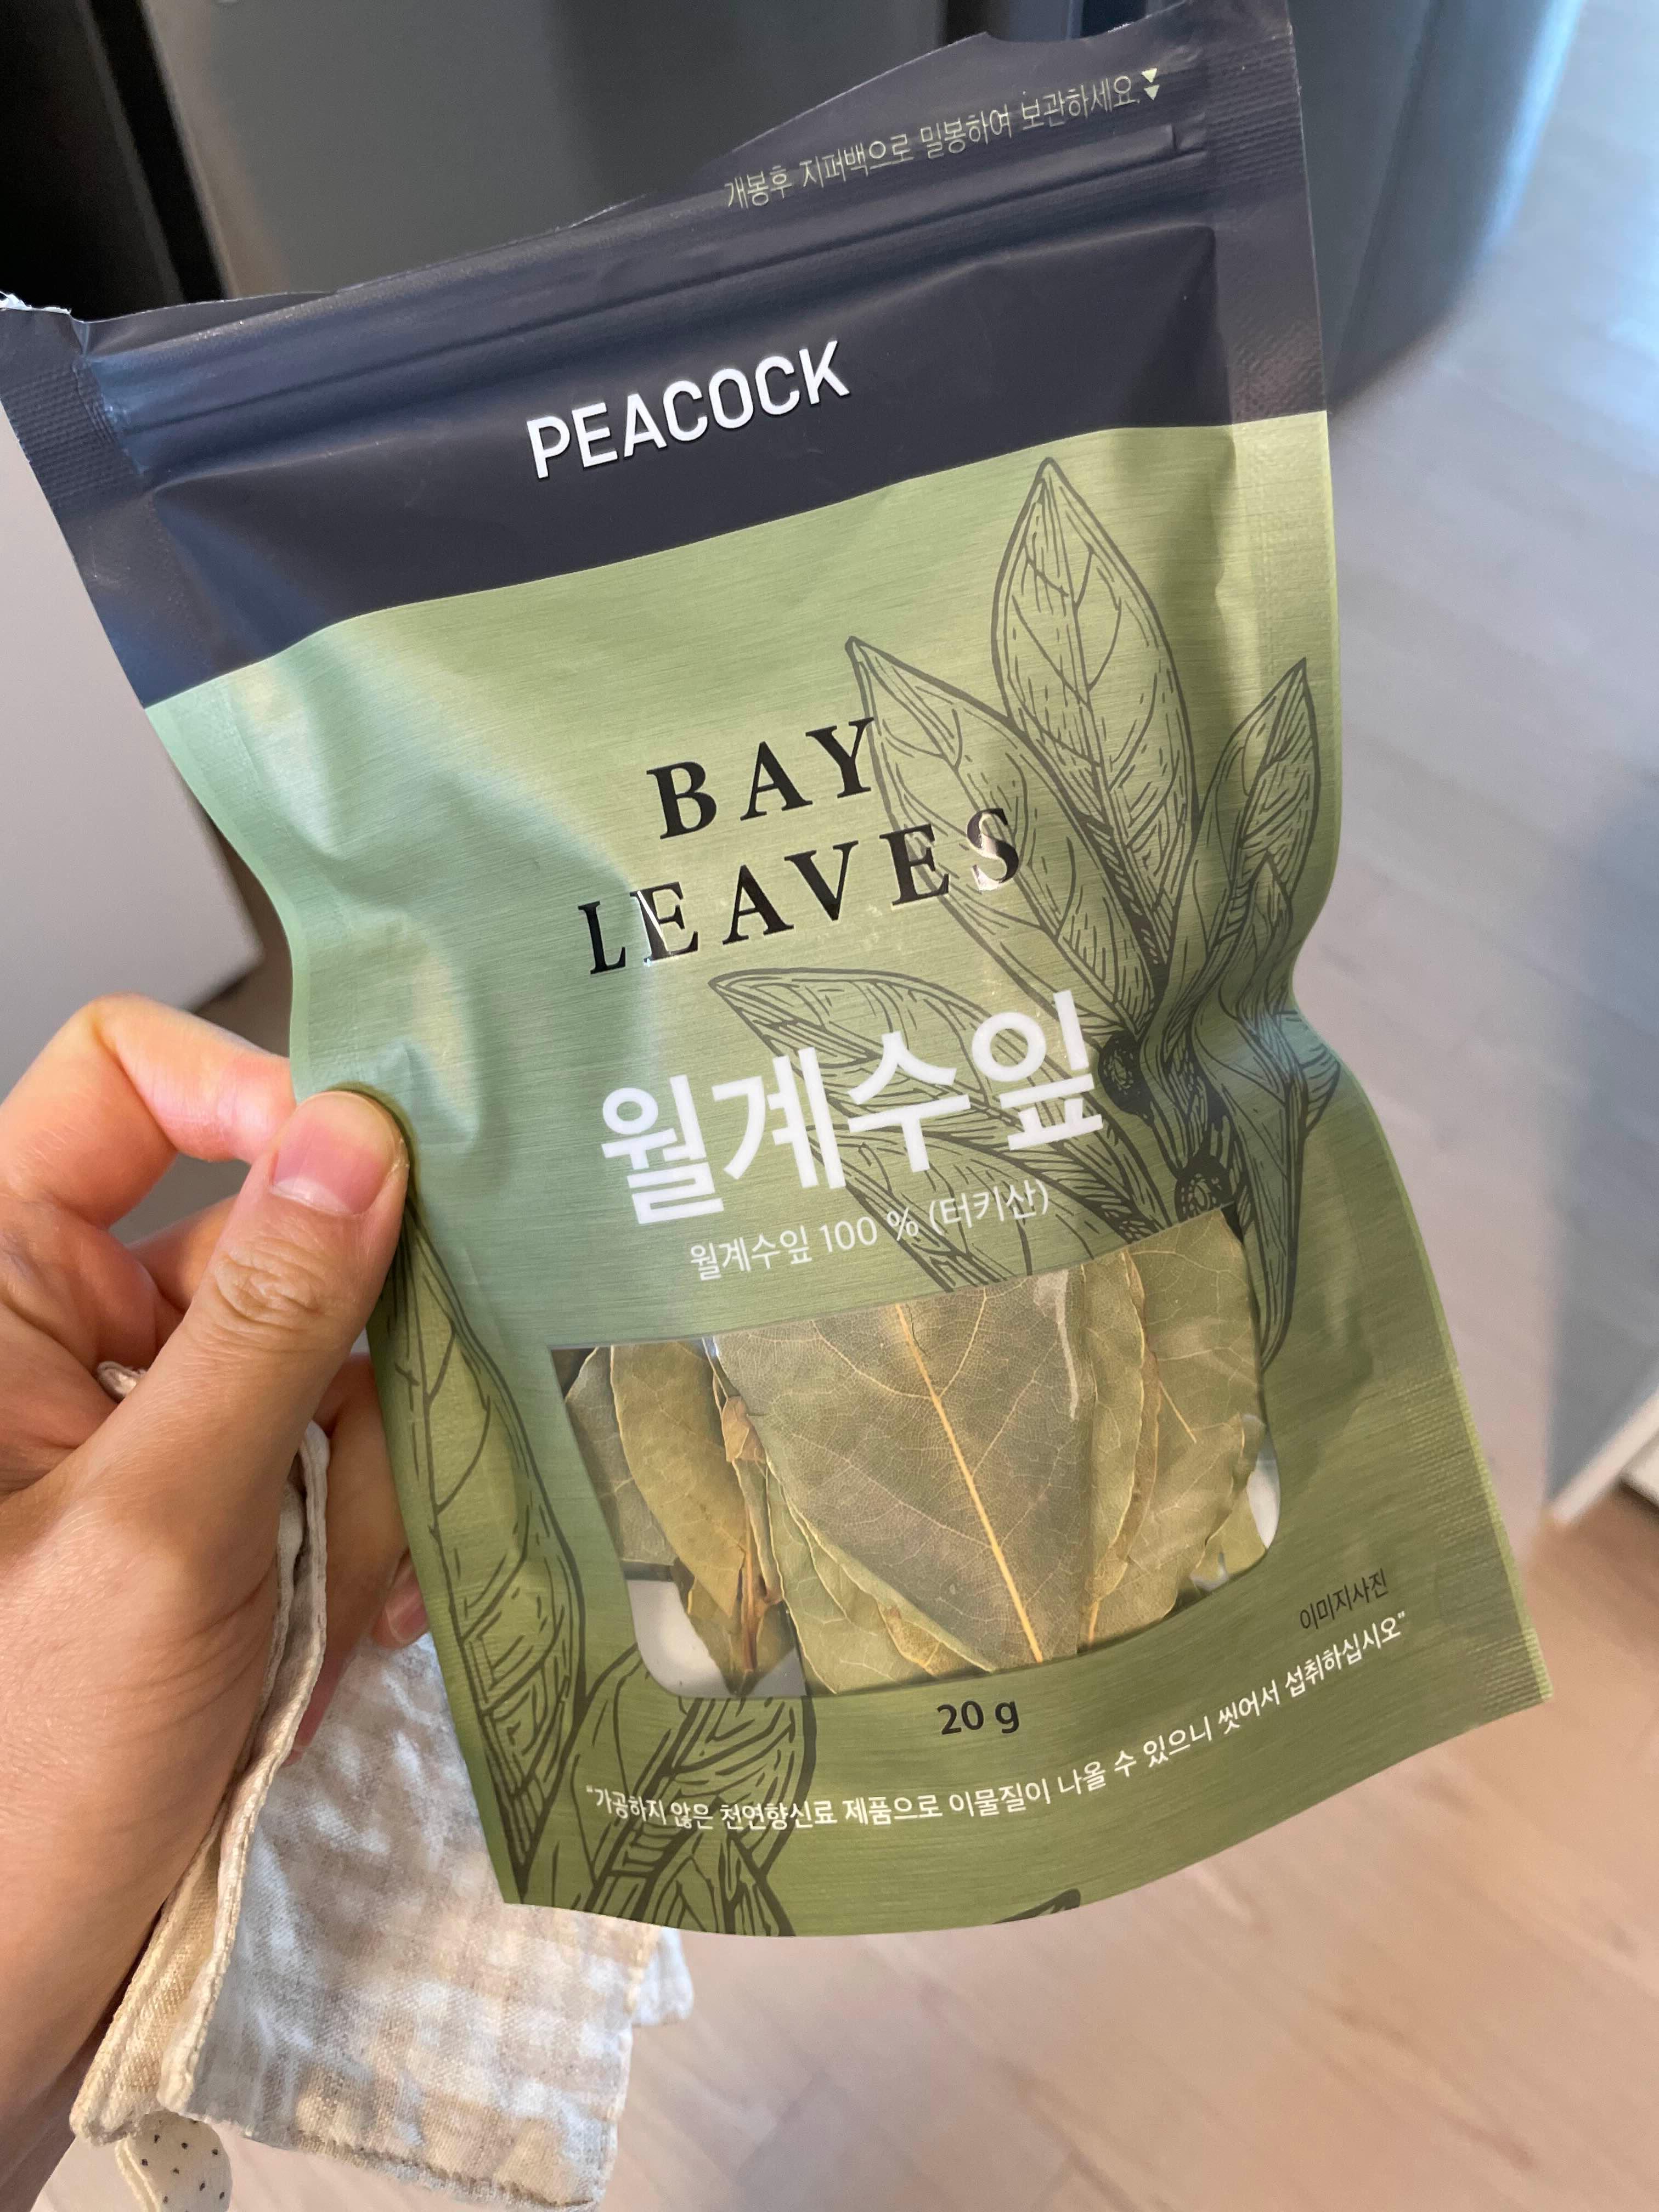 개봉후 지퍼백으로 밀봉하여 보관하세요.
PEACOCK
BAY
LEAVES
월계수잎
월계수잎 100 % (터키산)
이미지사진
20 g
"가공하지 않은 천연향신료 제품으로 이물질이 나올 수 있으니 씻어서 섭취하십시오"